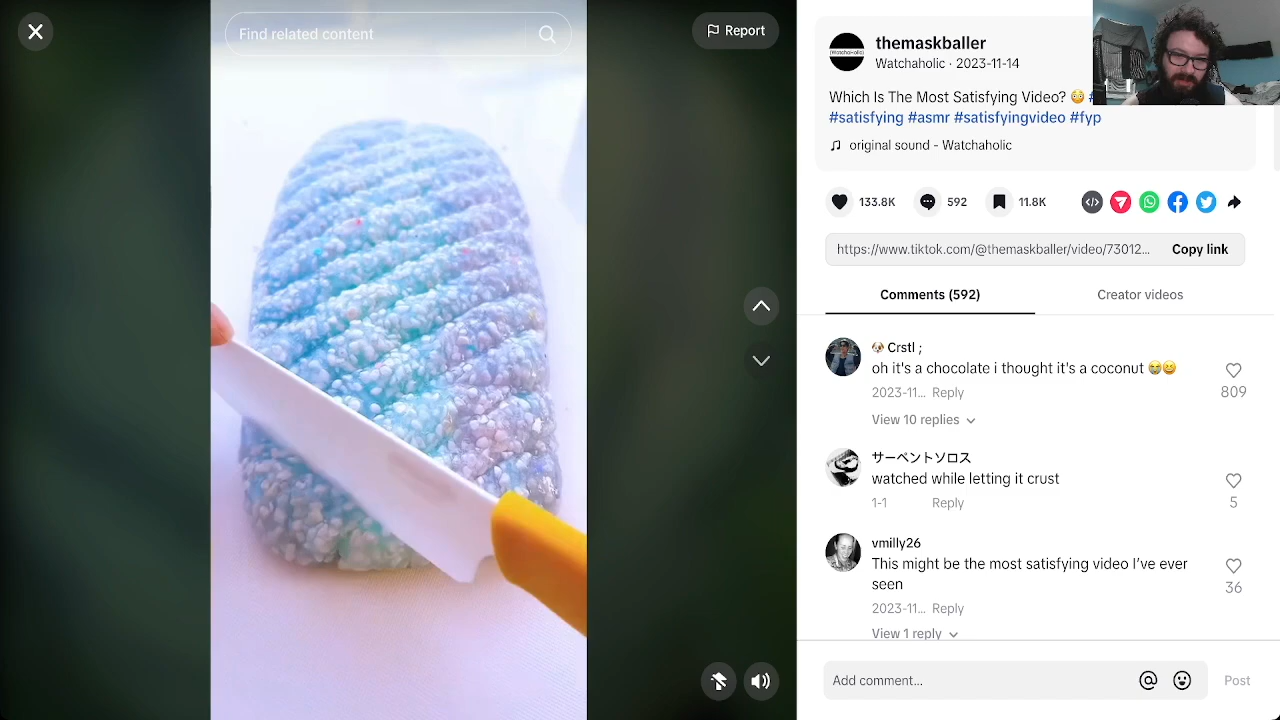 Find related content
Report
themaskballer
Watchaholic · 2023-11-14
Which Is The Most Satisfying Video? 😳 #
#satisfying #asmr #satisfyingvideo #fyp
original sound - Watchaholic
133.8K
592
11.8K
https://www.tiktok.com/@themaskballer/video/73012...
Copy link
Comments (592)
Creator videos
🐶 Crstl ;
oh it's a chocolate i thought it's a coconut 😭😀
809
2023-11... Reply
View 10 replies
サーペントソロス
watched while letting it crust
5
1-1 Reply
vmilly26
This might be the most satisfying video I've ever
seen
36
2023-11... Reply
View 1 reply
Add comment...
Post